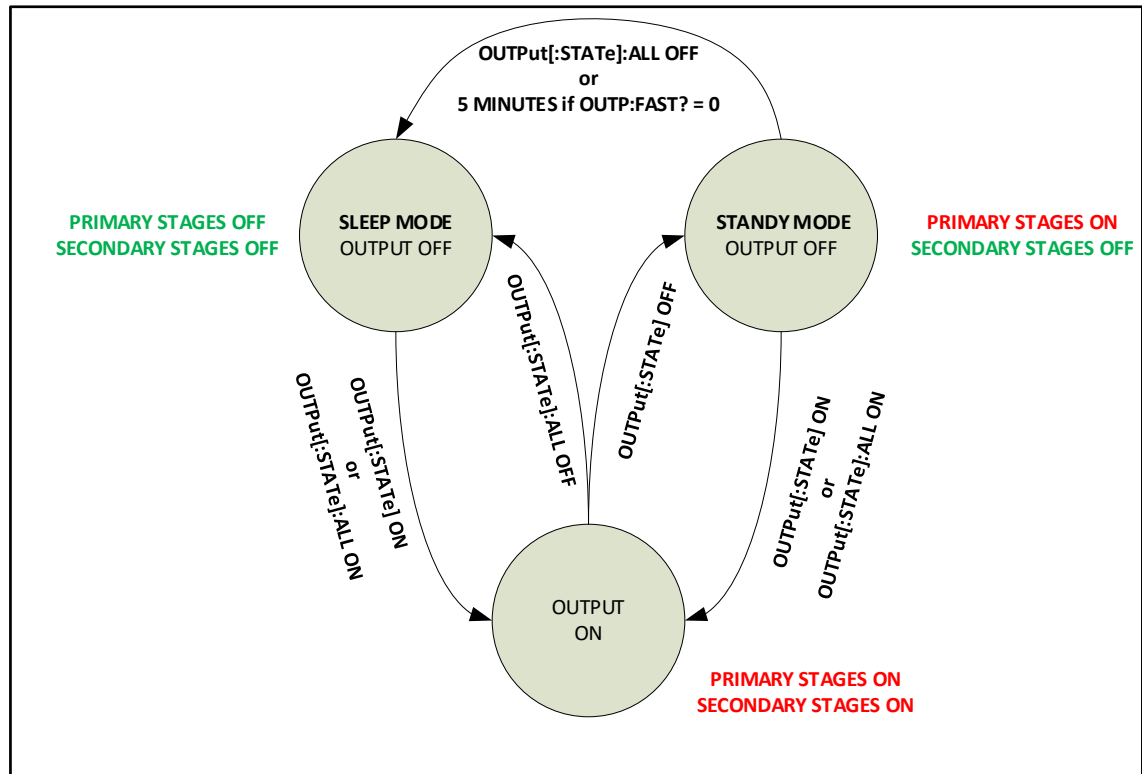 OUTPut[:STATe]:ALL OFF
or
5 MINUTES if OUTP:FAST? = 0
PRIMARY STAGES OFF
SECONDARY STAGES OFF
SLEEP MODE
OUTPUT OFF
STANDY MODE
OUTPUT OFF
PRIMARY STAGES ON
SECONDARY STAGES OFF
OUTPut[:STATe] ON
or
OUTPut[:STATe]:ALL ON
OUTPut[:STATe]:ALL OFF
OUTPut[:STATe] OFF
OUTPut[:STATe] ON
or
OUTPut[:STATe]:ALL ON
OUTPUT
ON
PRIMARY STAGES ON
SECONDARY STAGES ON